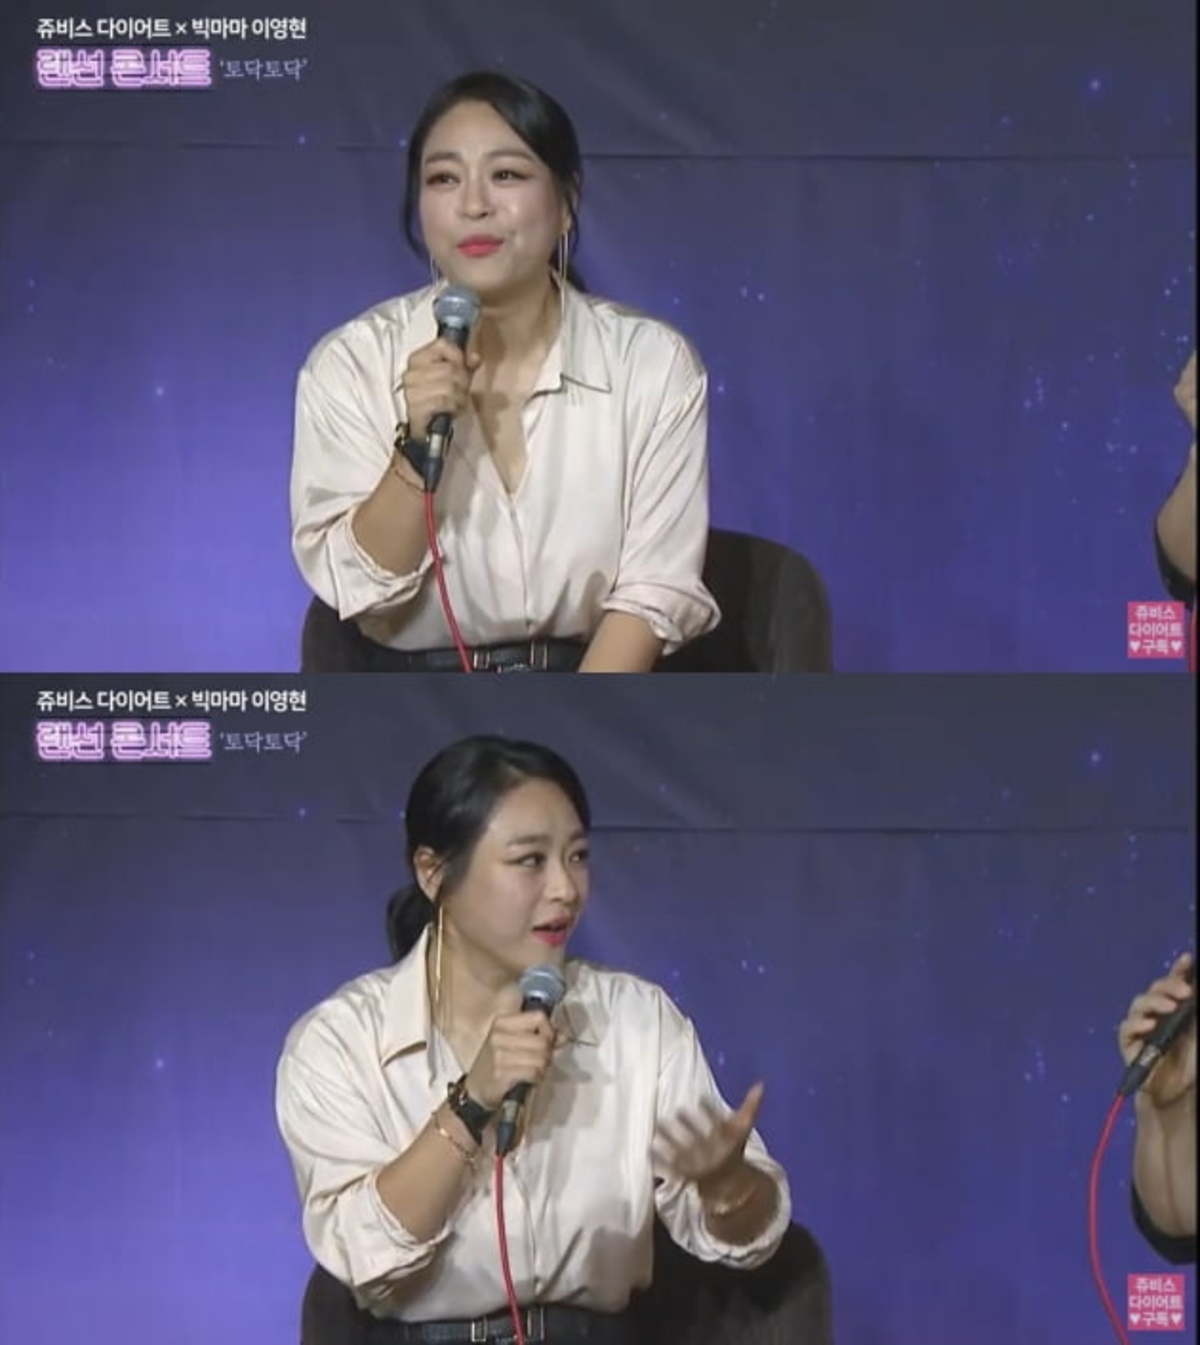 쥬비스 다이어트 × 빅마마 이영현
랜선 콘서트 '토닥토닥'
쥬비스
다이어트
♥구독♥
쥬비스 다이어트 × 빅마마 이영현
랜선 콘서트 '토닥토닥'
쥬비스
다이어트
♥구독♥